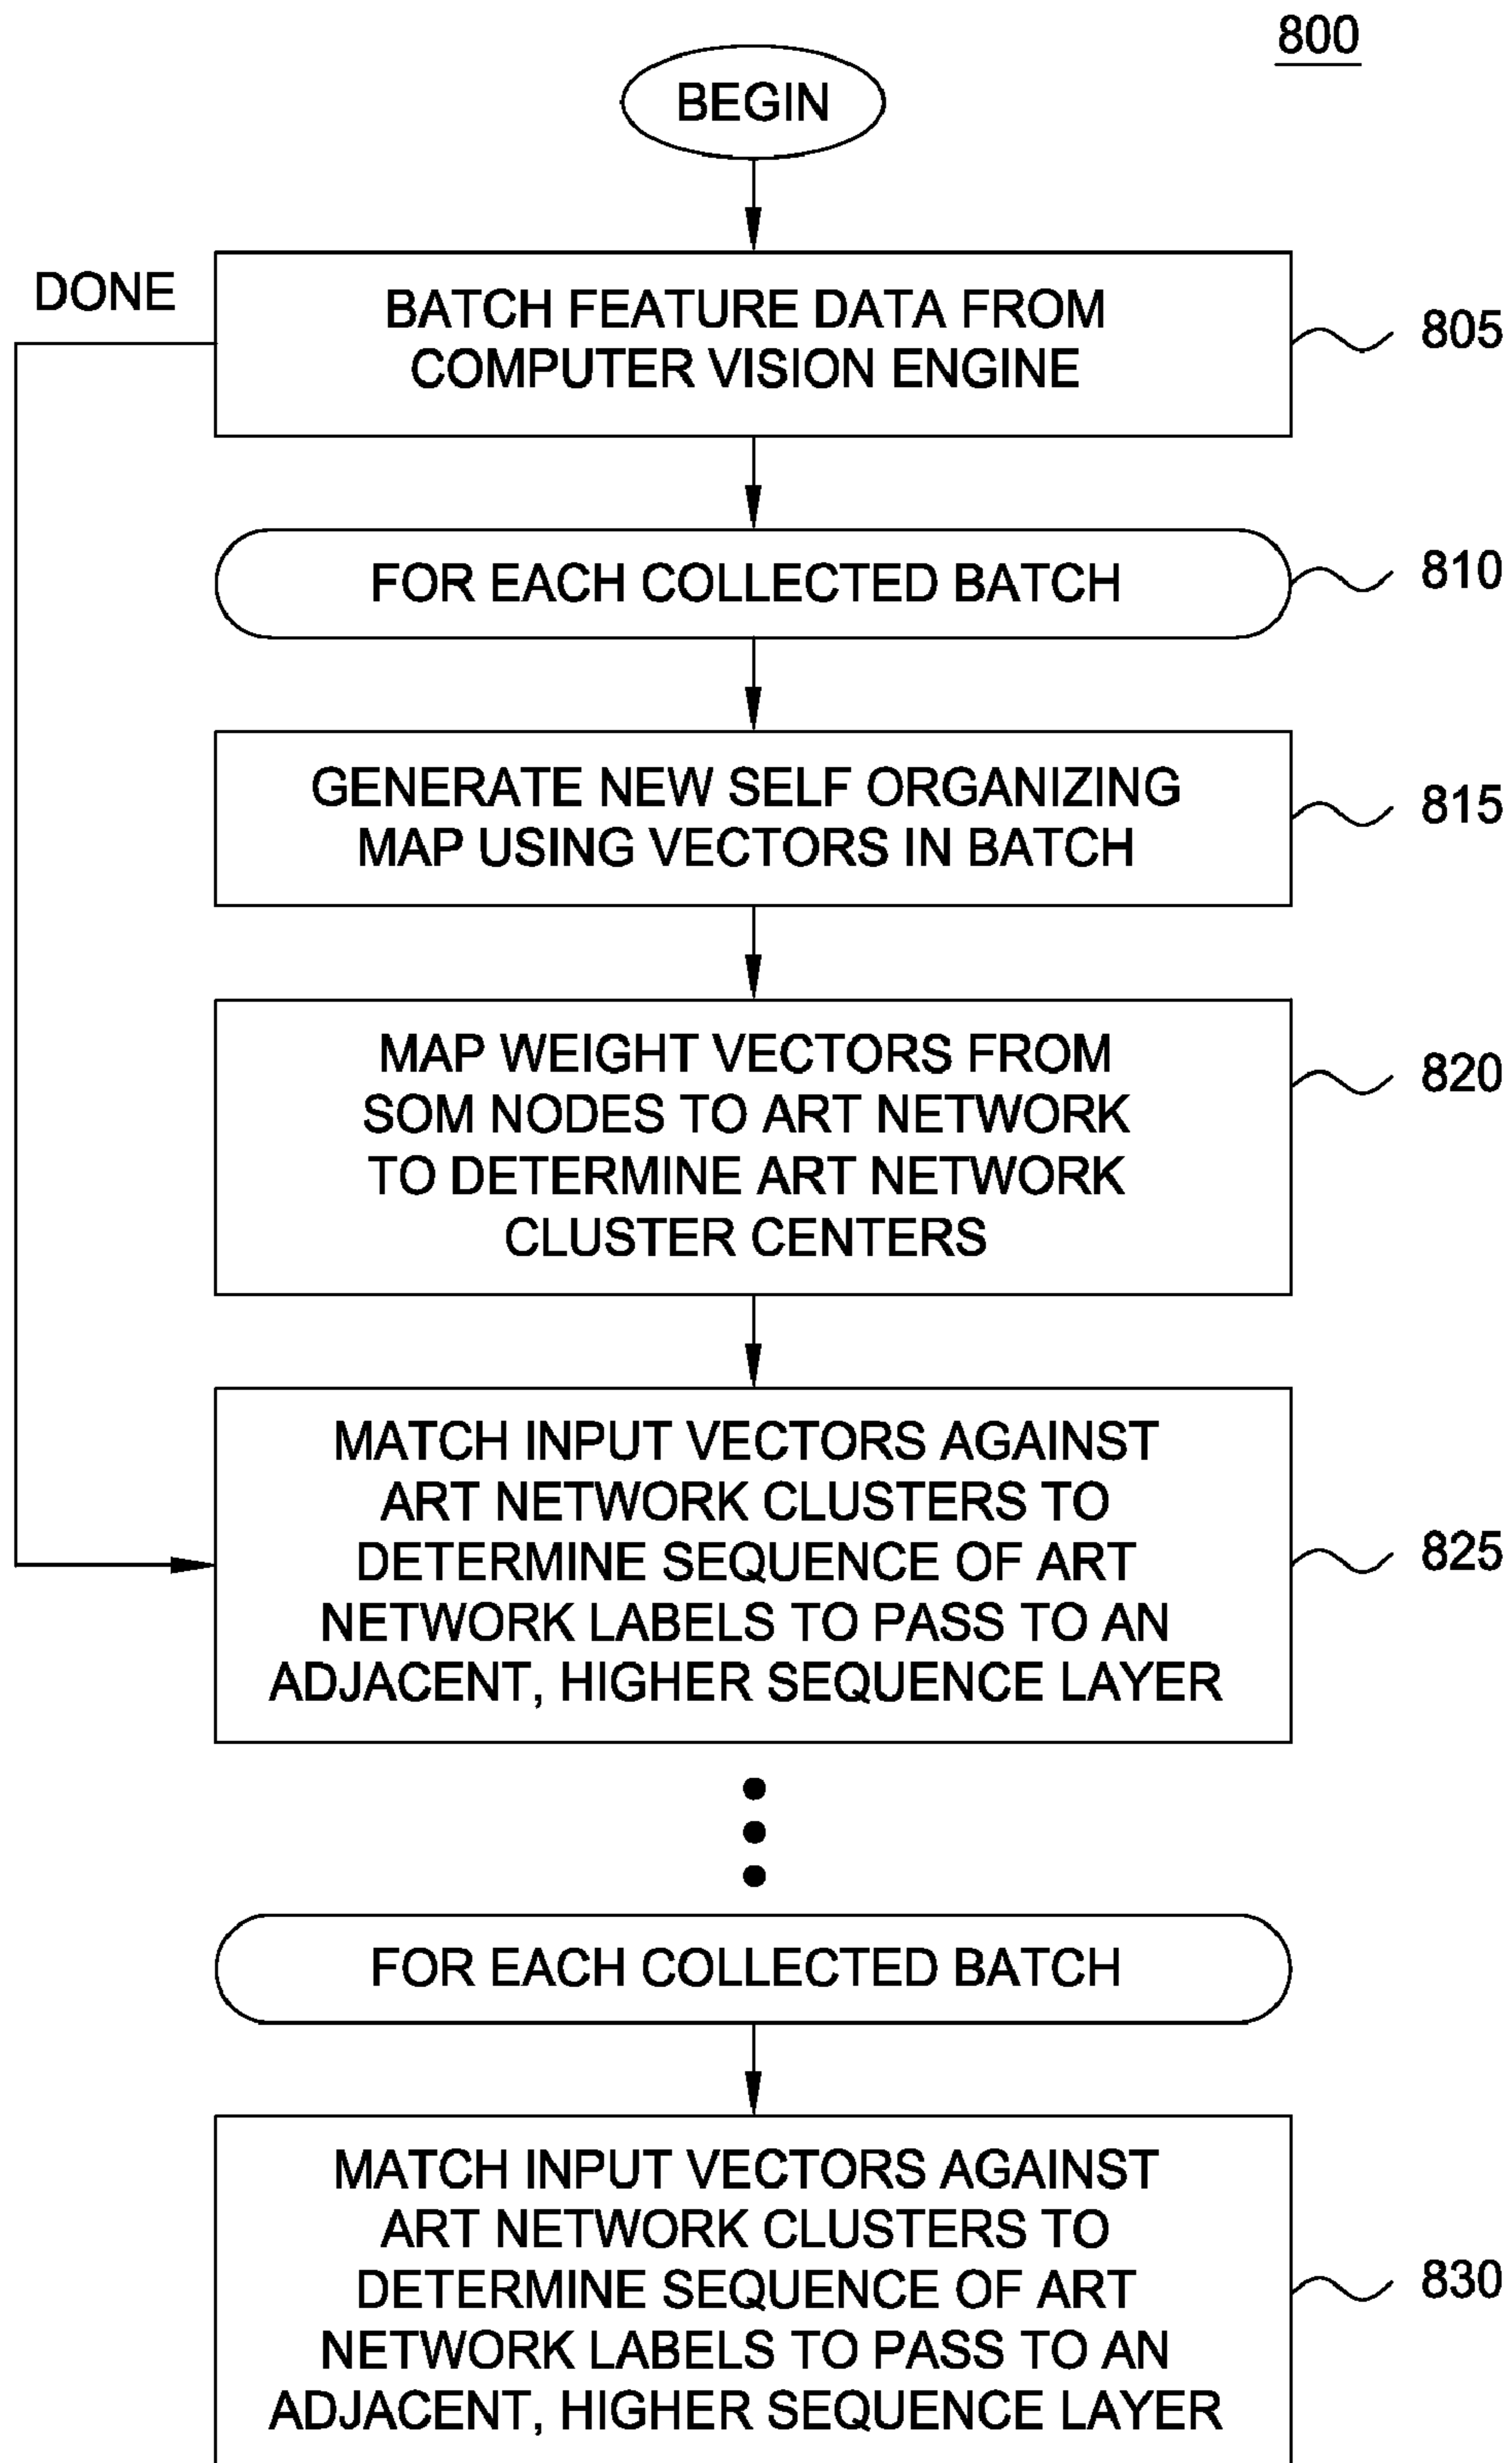 800
BEGIN
DONE
BATCH FEATURE DATA FROM
COMPUTER VISION ENGINE
805
FOR EACH COLLECTED BATCH
810
GENERATE NEW SELF ORGANIZING
MAP USING VECTORS IN BATCH
815
MAP WEIGHT VECTORS FROM
SOM NODES TO ART NETWORK
TO DETERMINE ART NETWORK
CLUSTER CENTERS
820
MATCH INPUT VECTORS AGAINST
ART NETWORK CLUSTERS TO
DETERMINE SEQUENCE OF ART
NETWORK LABELS TO PASS TO AN
ADJACENT, HIGHER SEQUENCE LAYER
825
FOR EACH COLLECTED BATCH
MATCH INPUT VECTORS AGAINST
ART NETWORK CLUSTERS TO
DETERMINE SEQUENCE OF ART
NETWORK LABELS TO PASS TO AN
ADJACENT, HIGHER SEQUENCE LAYER
830